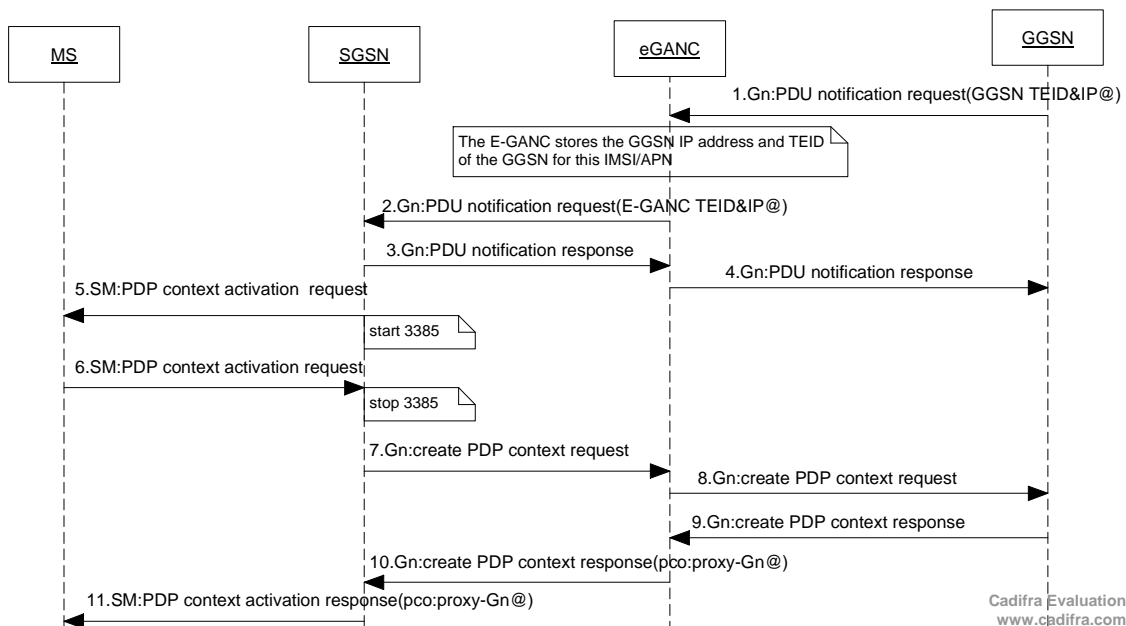 MS
SGSN
eGANC
GGSN
1.Gn:PDU notification request(GGSN TEID&IP@)
The E-GANC stores the GGSN IP address and TEID
of the GGSN for this IMSI/APN
2.Gn:PDU notification request(E-GANC TEID&IP@)
3.Gn:PDU notification response
4.Gn:PDU notification response
5.SM:PDP context activation  request
start 3385
6.SM:PDP context activation request
stop 3385
7.Gn:create PDP context request
8.Gn:create PDP context request
9.Gn:create PDP context response
10.Gn:create PDP context response(pco:proxy-Gn@)
11.SM:PDP context activation response(pco:proxy-Gn@)
Cadifra Evaluation
www.cadifra.com